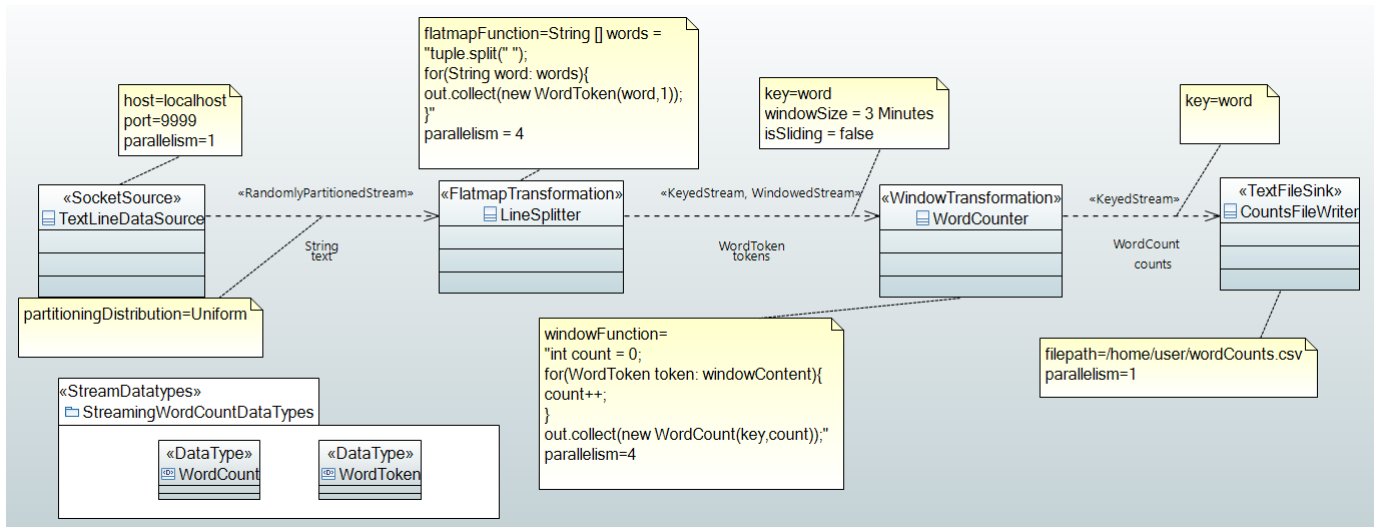 flatmapFunction=String [] words =
"tuple.split(" ");
for(String word: words){
out.collect(new WordToken(word,1));
}"
parallelism = 4
host=localhost
port=9999
parallelism=1
key=word
windowSize = 3 Minutes
isSliding = false
key=word
«SocketSource»
TextLineDataSource
«RandomlyPartitionedStream»
String
text
«FlatmapTransformation»
LineSplitter
«KeyedStream, WindowedStream»
WordToken
tokens
«WindowTransformation»
WordCounter
«KeyedStream»
WordCount
counts
«TextFileSink»
CountsFileWriter
partitioningDistribution=Uniform
windowFunction=
"int count = 0;
for(WordToken token: windowContent){
count++;
}
out.collect(new WordCount(key,count));"
parallelism=4
filepath=/home/user/wordCounts.csv
parallelism=1
«StreamDatatypes»
StreamingWordCountDataTypes
«DataType»
WordCount
«DataType»
WordToken